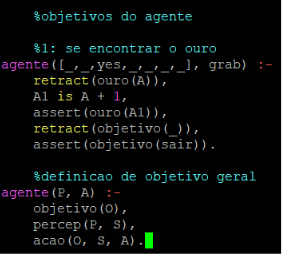 %objetivos do agente
%1: se encontrar o ouro
agente([_,_,yes,_,_,_,_], grab) :-
retract(ouro(A)),
A1 is A + 1,
assert(ouro(A1)),
retract(objetivo(_)),
assert(objetivo(sair)).
%definicao de objetivo geral
agente(P, A) :-
objetivo(O),
percep(P, S),
acao(O, S, A).